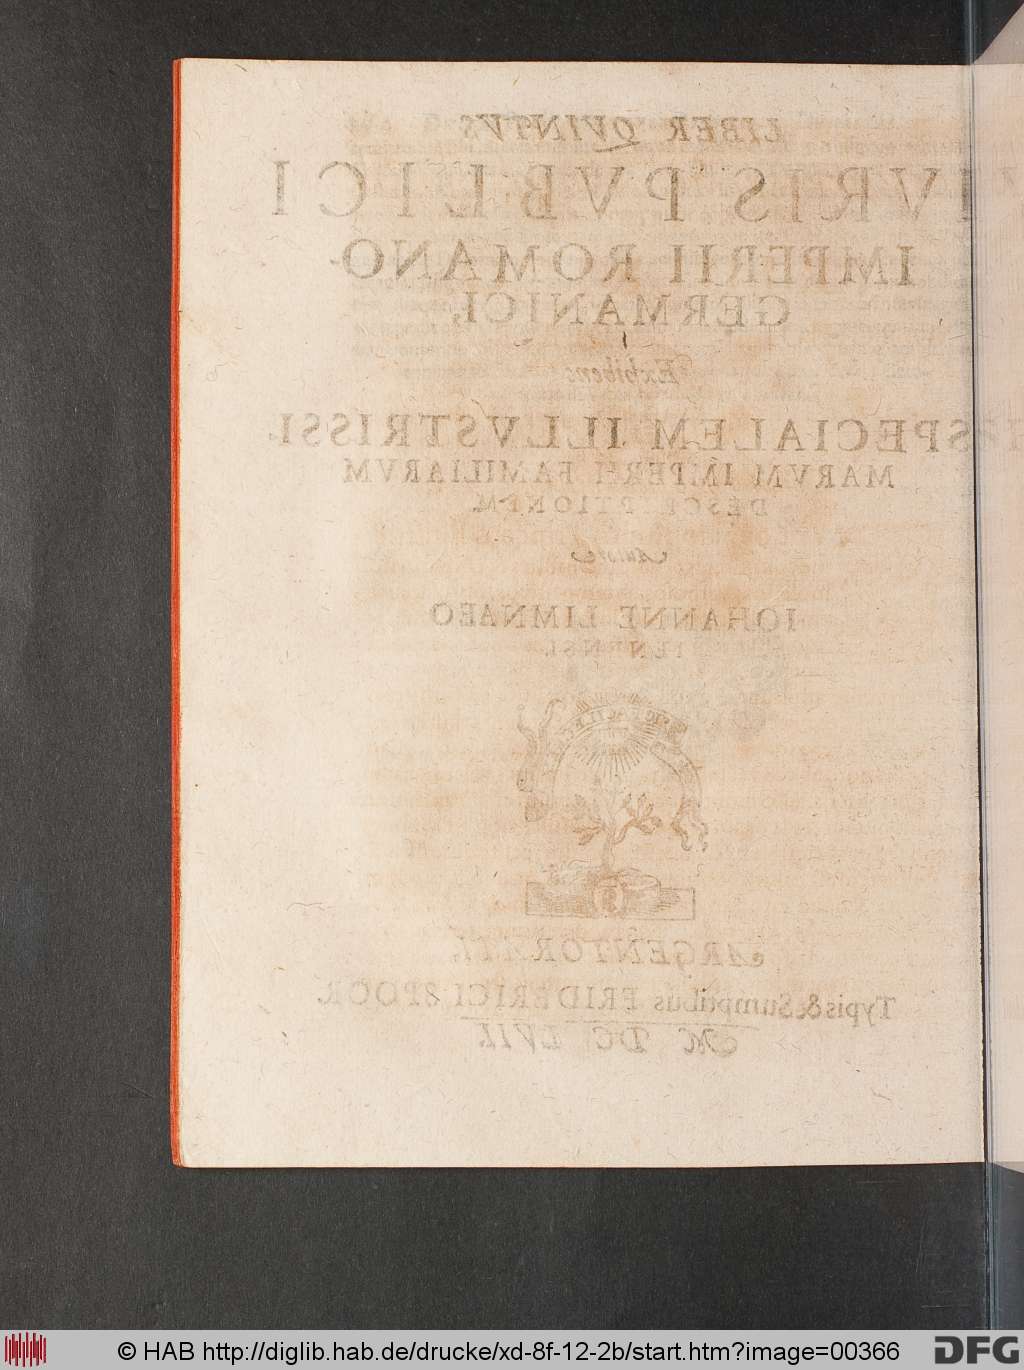 LIBER QVINTVS
IVRIS PVBLICI
IMPERII ROMANO-
GERMANICI,
Exhibens
SPECIALEM ILLVSTRISSI-
MARVM IMPERII FAMILIARVM
DESCRIPTIONEM.
Autore
IOHANNE LIMNAEO
IENENSI.
ARGENTORATI,
Typis & Sumptibus FRIDERICI SPOOR.
M DC LVII.
© HAB http://diglib.hab.de/drucke/xd-8f-12-2b/start.htm?image=00366
DFG